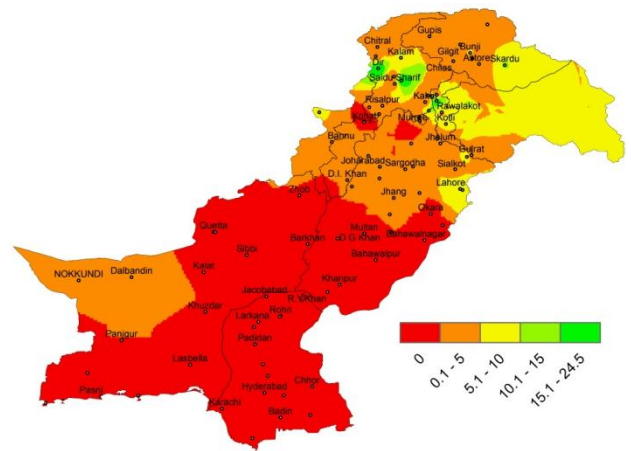 Gupis
Chitral
Bunji
Gilgit
Kalam
Astore
Chilas
Skardu
Dir
Saidu Sharif
Kakul
Risalpur
Rawalakot
Kohat
Kotli
Bannu
Jhelum
Gujrat
Joharabad
Sargodha
Sialkot
D.I. Khan
Lahore
Zhob
Jhang
Okara
Quetta
Multan
Bahawalnagar
Barkhan
D.G.Khan
Sibbi
Bahawalpur
Kalat
Dalbandin
NOKKUNDI
Khanpur
Jacobabad
R.Y.Khan
Khuzdar
Rohri
Larkana
Panjgur
Padidan
Lasbella
Pasni
Hyderabad
Chhor
Karachi
Badin
0
0.1 - 5
5.1 - 10
10.1 - 15
15.1 - 24.5